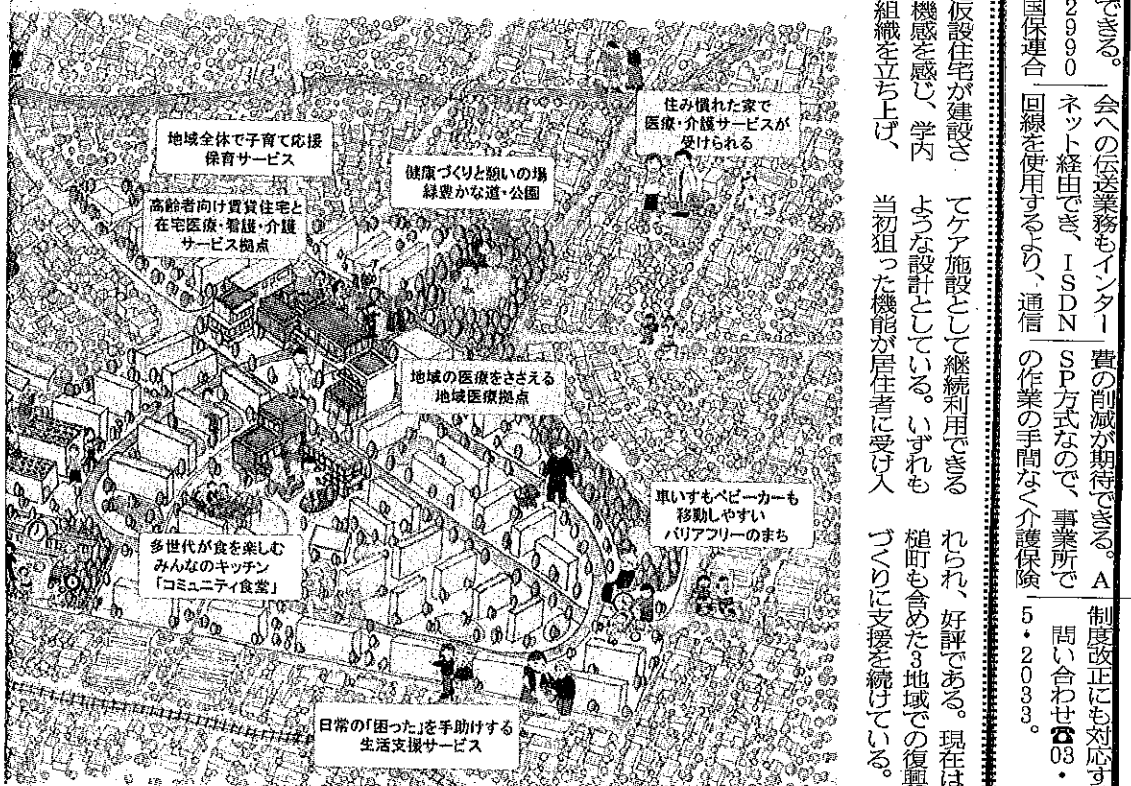 できる。
2990
国保連合
会への伝送業務もインター
ネット経由でき、ISDN
回線を使用するより、通信
費の削減が期待できる。A
SP方式なので、事業所で
の作業の手間なく介護保険
制度改正にも対応す
問い合わせ☎03・
5・2033。
仮設住宅が建設さ
機感を感じ、学内
組織を立ち上げ、
てケア施設として継続利用できる
ような設計としている。いずれも
当初狙った機能が居住者に受け入
れられ、好評である。現在は
槌町も含めた3地域での復興
づくりに支援を続けている。
住み慣れた家で
医療・介護サービスが
受けられる
地域全体で子育て応援
保育サービス
健康づくりと憩いの場
緑豊かな道・公園
高齢者向け賃貸住宅と
在宅医療・看護・介護
サービス拠点
地域の医療をささえる
地域医療拠点
車いすもベビーカーも
移動しやすい
バリアフリーのまち
多世代が食を楽しむ
みんなのキッチン
「コミュニティ食堂」
日常の「困った」を手助けする
生活支援サービス